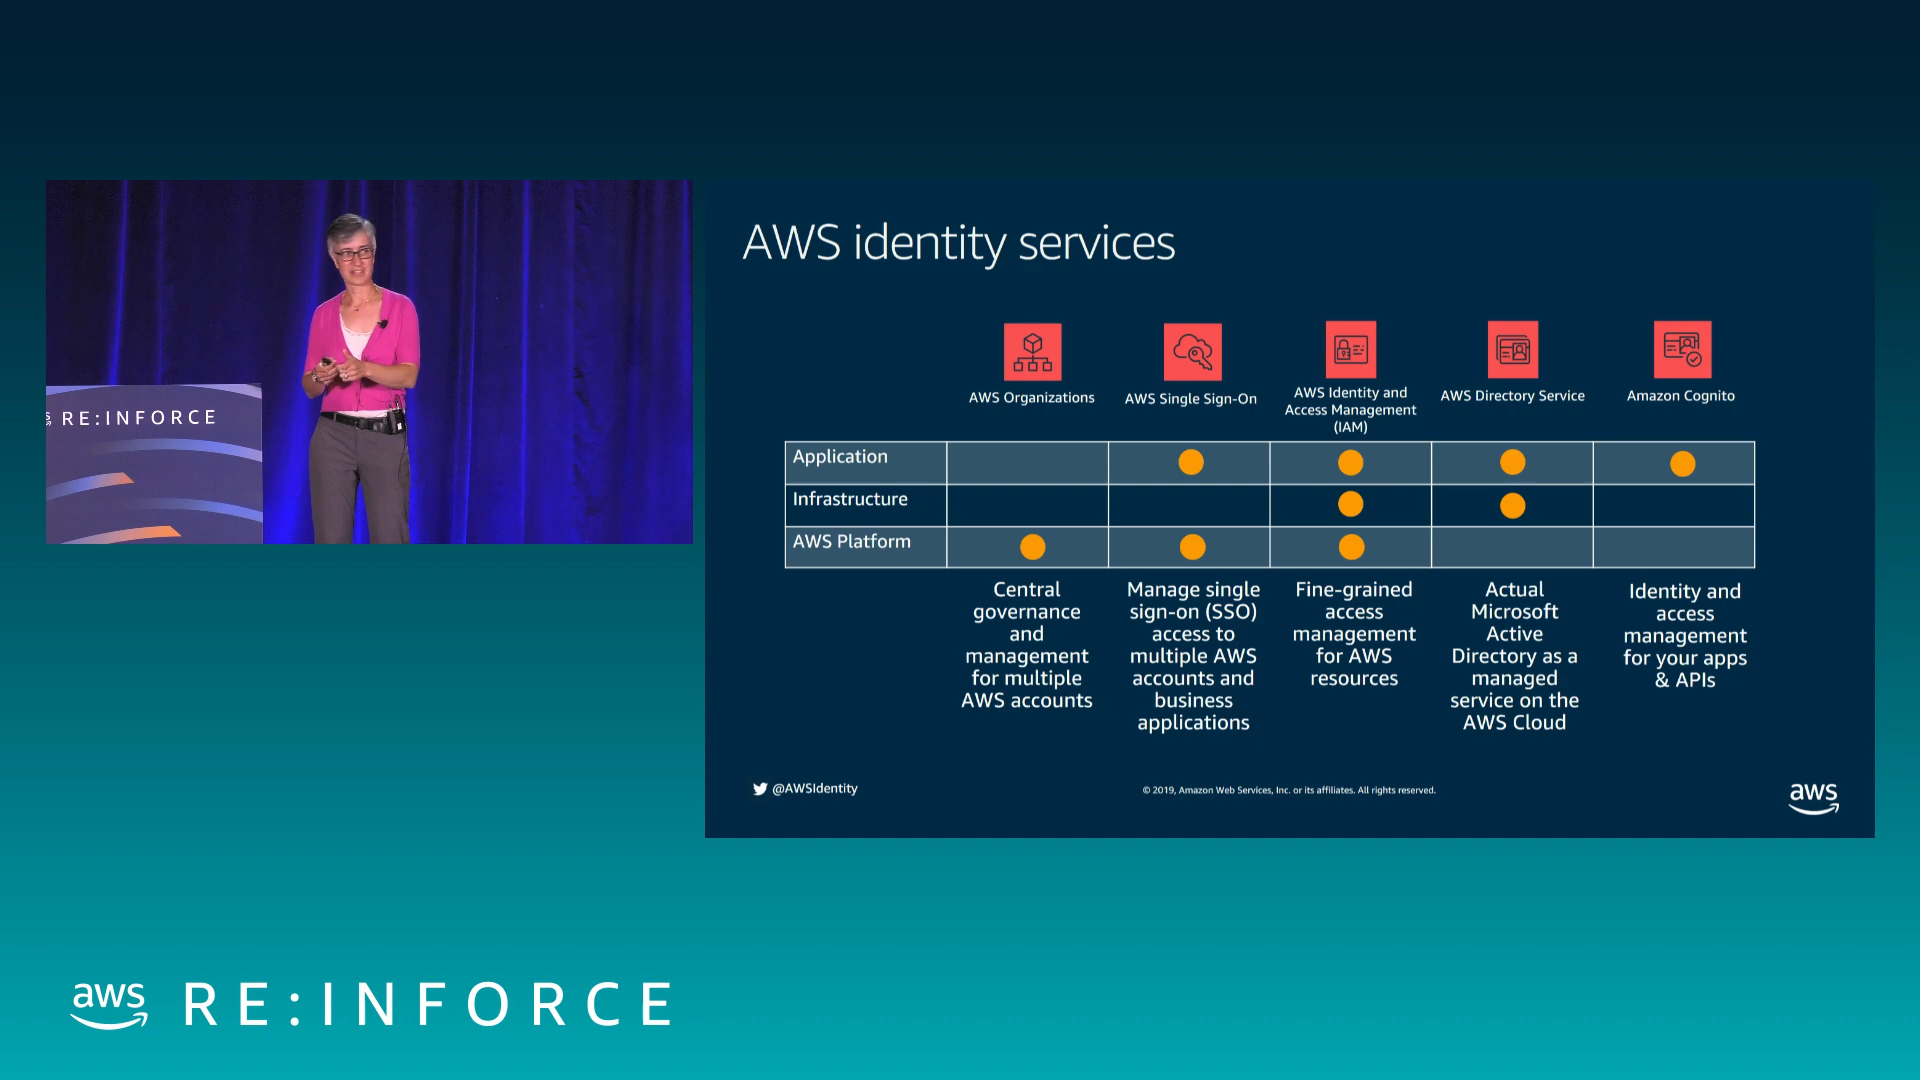 AWS identity services
AWS Organizations
AWS Single Sign-On
AWS Identity and
Access Management
(IAM)
AWS Directory Service
Amazon Cognito
Application
Infrastructure
AWS Platform
Central
governance
and
management
for multiple
AWS accounts
Manage single
sign-on (SSO)
access to
multiple AWS
accounts and
business
applications
Fine-grained
access
management
for AWS
resources
Actual
Microsoft
Active
Directory as a
managed
service on the
AWS Cloud
Identity and
access
management
for your apps
& APIs
@AWSIdentity
© 2019, Amazon Web Services, Inc. or its affiliates. All rights reserved.
aws
RE:INFORCE
aws RE:INFORCE